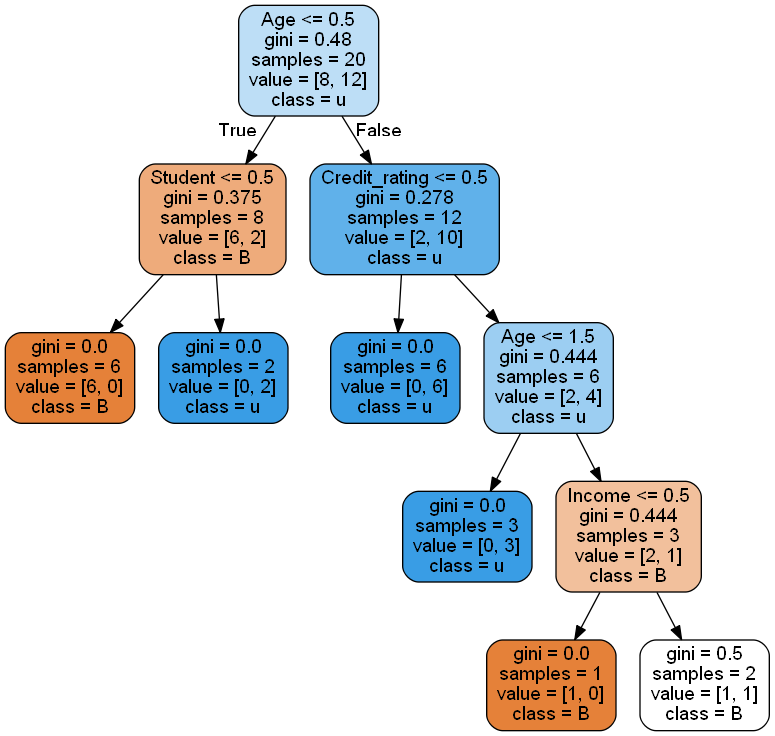 Age <= 0.5
gini = 0.48
samples = 20
value = [8, 12]
class = u
True
False
Student <= 0.5
gini = 0.375
samples = 8
value = [6, 2]
class = B
Credit_rating <= 0.5
gini = 0.278
samples = 12
value = [2, 10]
class = u
gini = 0.0
samples = 6
value = [6, 0]
class = B
gini = 0.0
samples = 2
value = [0, 2]
class = u
gini = 0.0
samples = 6
value = [0, 6]
class = u
Age <= 1.5
gini = 0.444
samples = 6
value = [2, 4]
class = u
gini = 0.0
samples = 3
value = [0, 3]
class = u
Income <= 0.5
gini = 0.444
samples = 3
value = [2, 1]
class = B
gini = 0.0
samples = 1
value = [1, 0]
class = B
gini = 0.5
samples = 2
value = [1, 1]
class = B